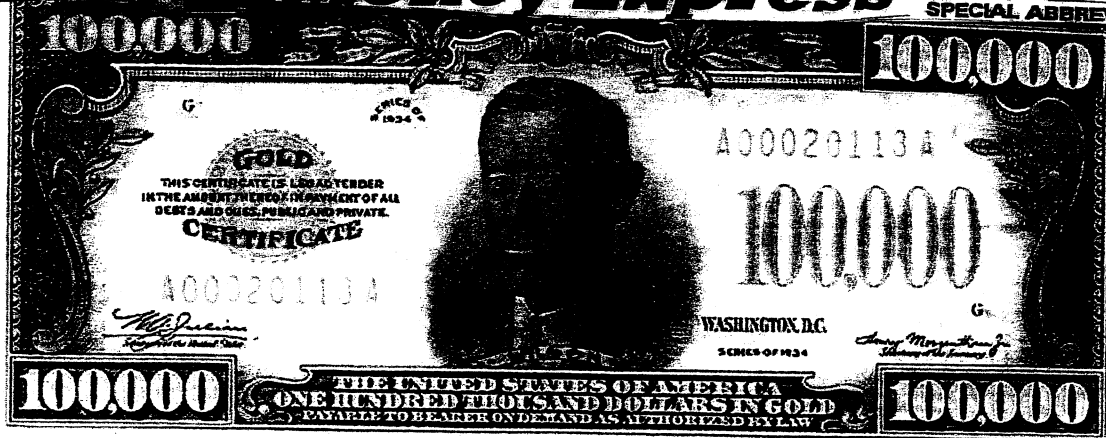 Express
SPECIAL ABBRE
100,000
100,000
G
SERIES OF
1934
GOLD
THIS CERTIFICATE IS LEGAL TENDER
IN THE AMOUNT THEREOF IN PAYMENT OF ALL
DEBTS AND DUES, PUBLIC AND PRIVATE.
CERTIFICATE
A00020113A
100,000
A00020113A
G
WASHINGTON, D.C.
SERIES OF 1934
100,000
THE UNITED STATES OF AMERICA
ONE HUNDRED THOUSAND DOLLARS IN GOLD
PAYABLE TO BEARER ON DEMAND AS AUTHORIZED BY LAW
100,000